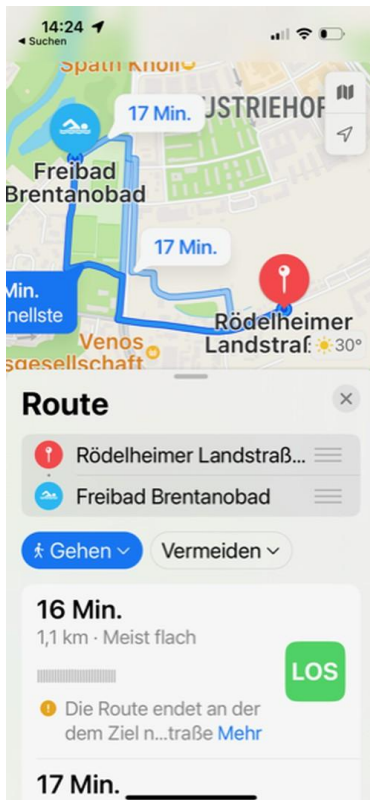 14:24
Suchen
Späth Knoll
17 Min.
USTRIEHOF
Freibad
Brentanobad
17 Min.
Min.
nellste
Rödelheimer
Landstraß
30°
Venos
sgesellschaft
Route
Rödelheimer Landstraß...
Freibad Brentanobad
Gehen
Vermeiden
16 Min.
1,1 km · Meist flach
LOS
Die Route endet an der
dem Ziel n...traße Mehr
17 Min.